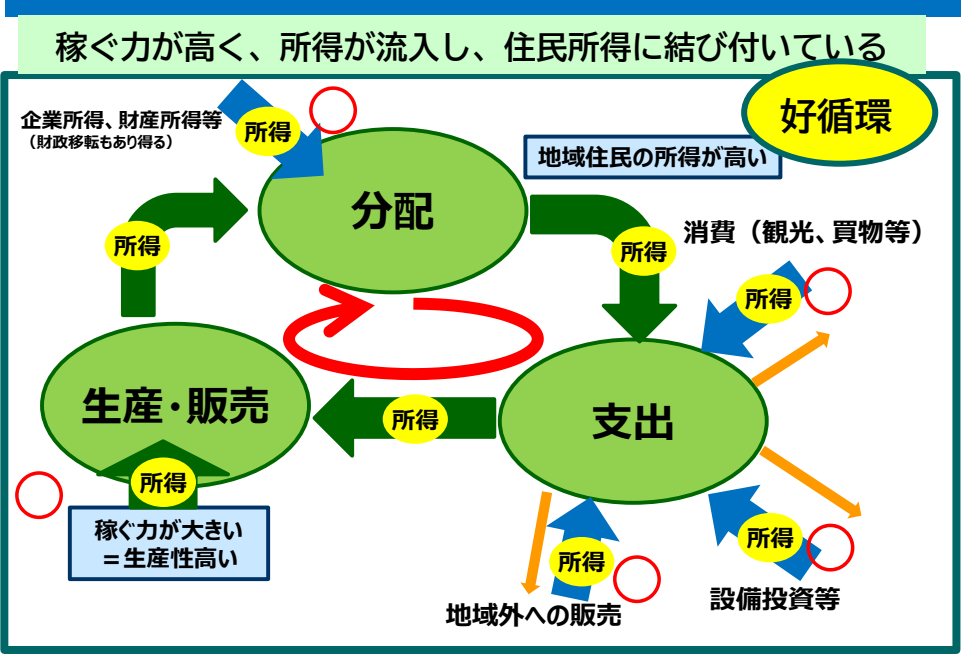 稼ぐ力が高く、所得が流入し、住民所得に結び付いている
好循環
企業所得、財産所得等
（財政移転もあり得る）
所得
分配
地域住民の所得が高い
所得
所得
消費（観光、買物等）
所得
生産・販売
所得
支出
所得
稼ぐ力が大きい
＝生産性高い
所得
地域外への販売
所得
設備投資等